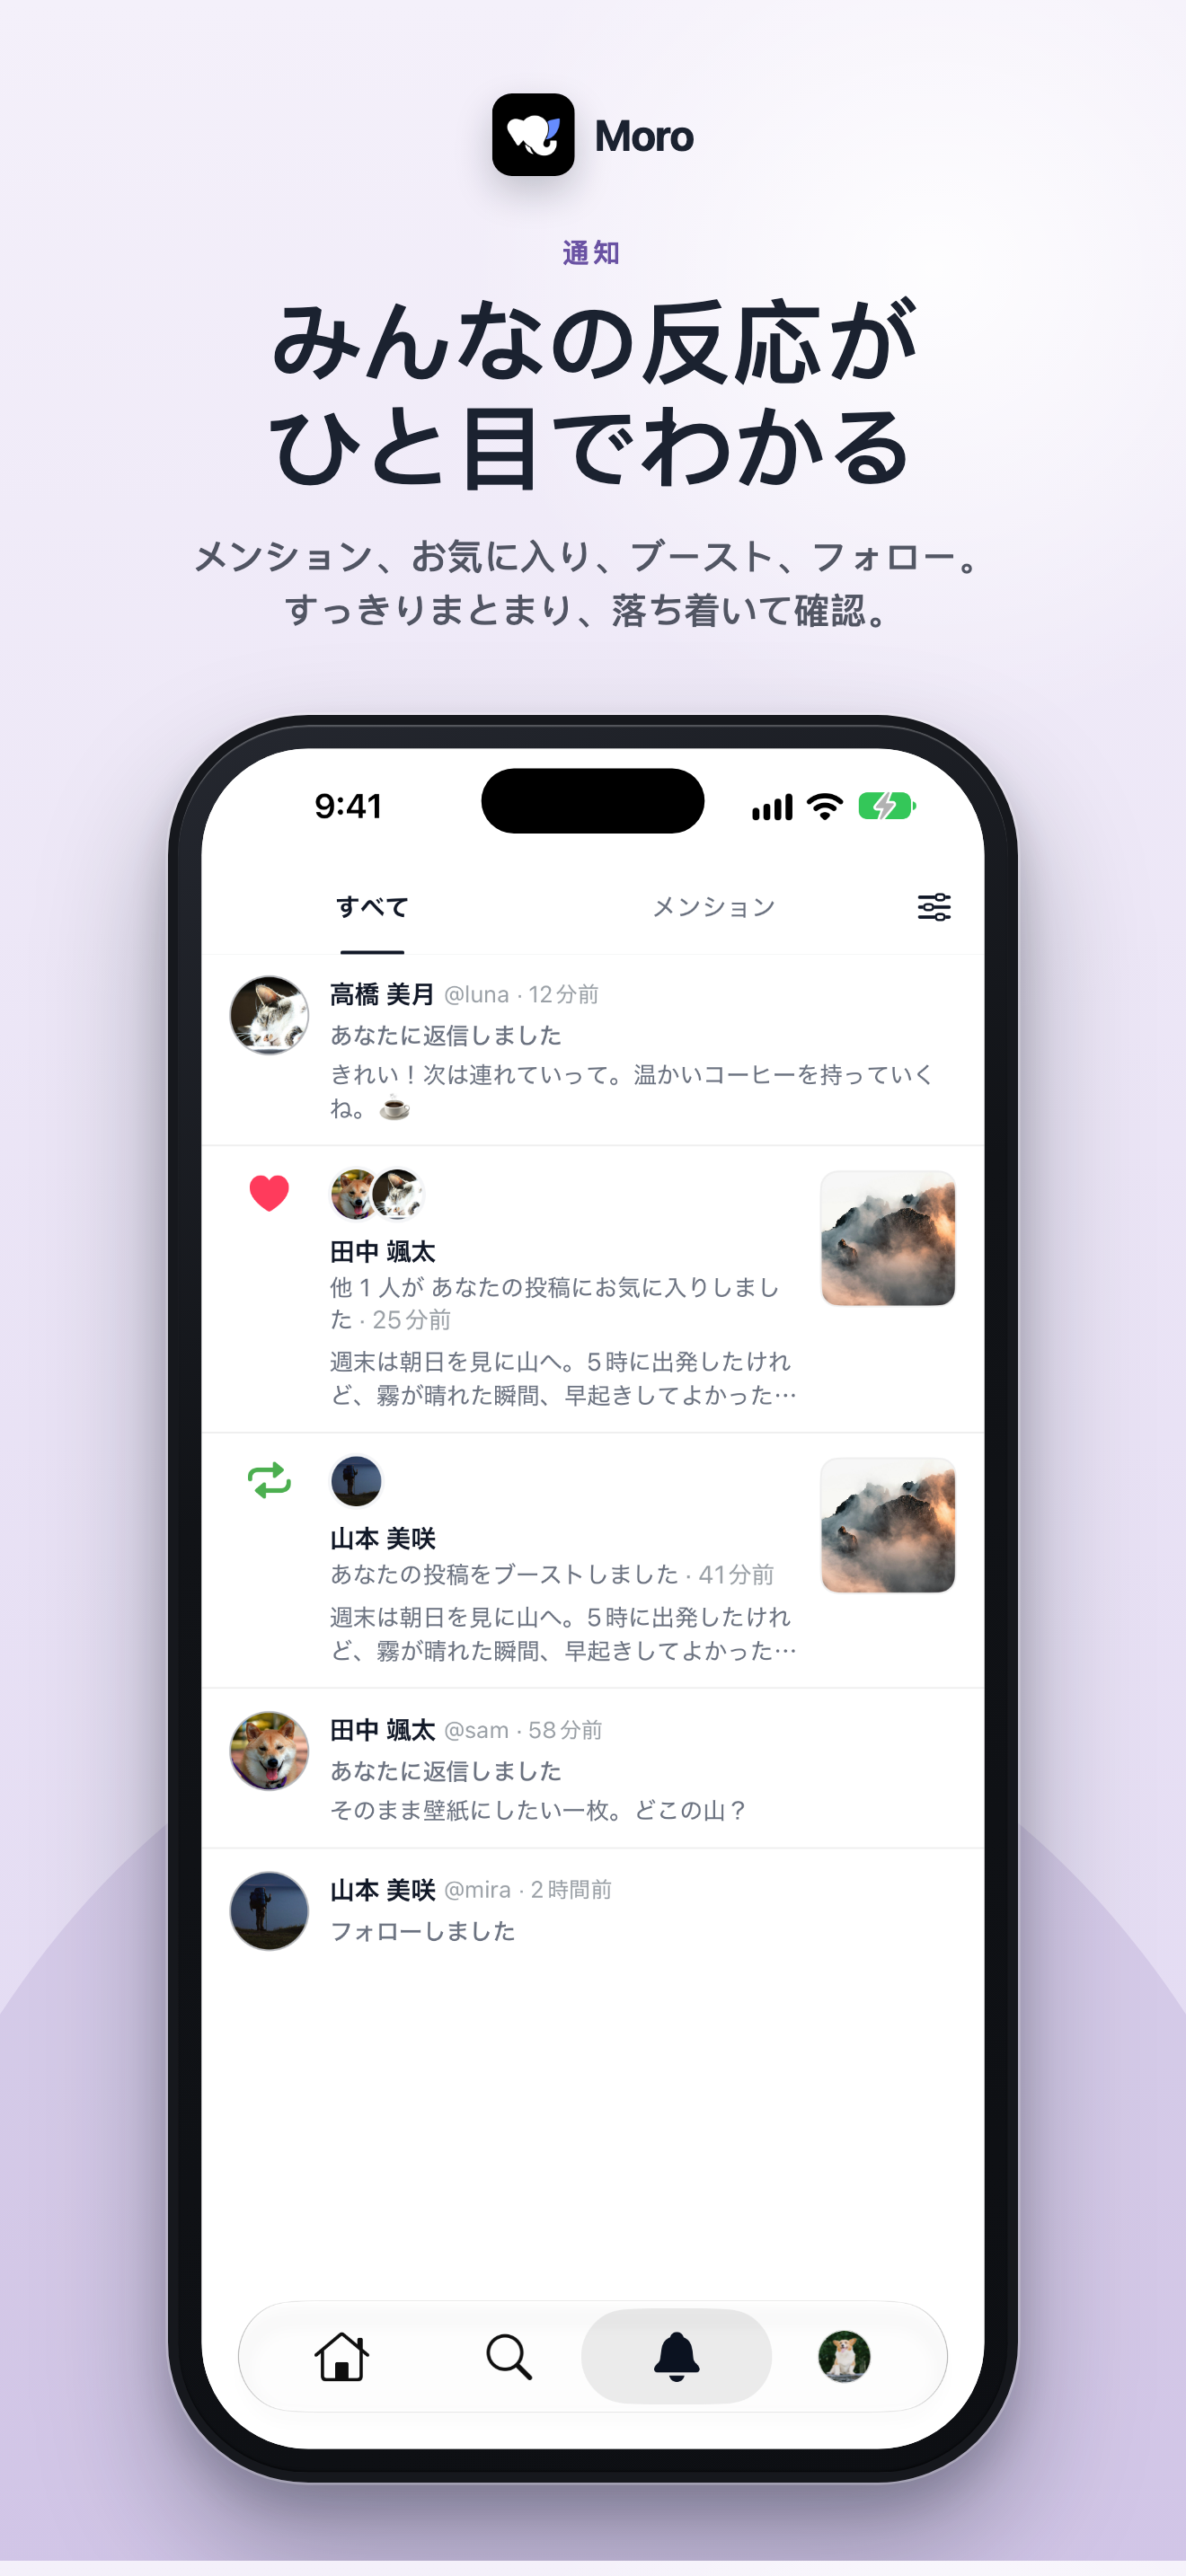 Moro
通知
みんなの反応が
ひと目でわかる
メンション、お気に入り、ブースト、フォロー。
すっきりまとまり、落ち着いて確認。
9:41
すべて
メンション
高橋 美月 @luna · 12分前
あなたに返信しました
きれい！次は連れていって。温かいコーヒーを持っていく
ね。☕
田中 颯太
他 1 人が あなたの投稿にお気に入りしまし
た · 25分前
週末は朝日を見に山へ。5時に出発したけれ
ど、霧が晴れた瞬間、早起きしてよかった…
山本 美咲
あなたの投稿をブーストしました · 41分前
週末は朝日を見に山へ。5時に出発したけれ
ど、霧が晴れた瞬間、早起きしてよかった…
田中 颯太 @sam · 58分前
あなたに返信しました
そのまま壁紙にしたい一枚。どこの山？
山本 美咲 @mira · 2時間前
フォローしました